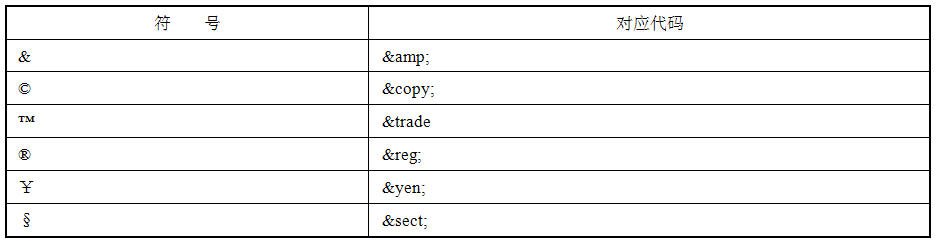 符　　号 对应代码
& &amp;
© &copy;
™ &trade
® &reg;
￥ &yen;
§ &sect;